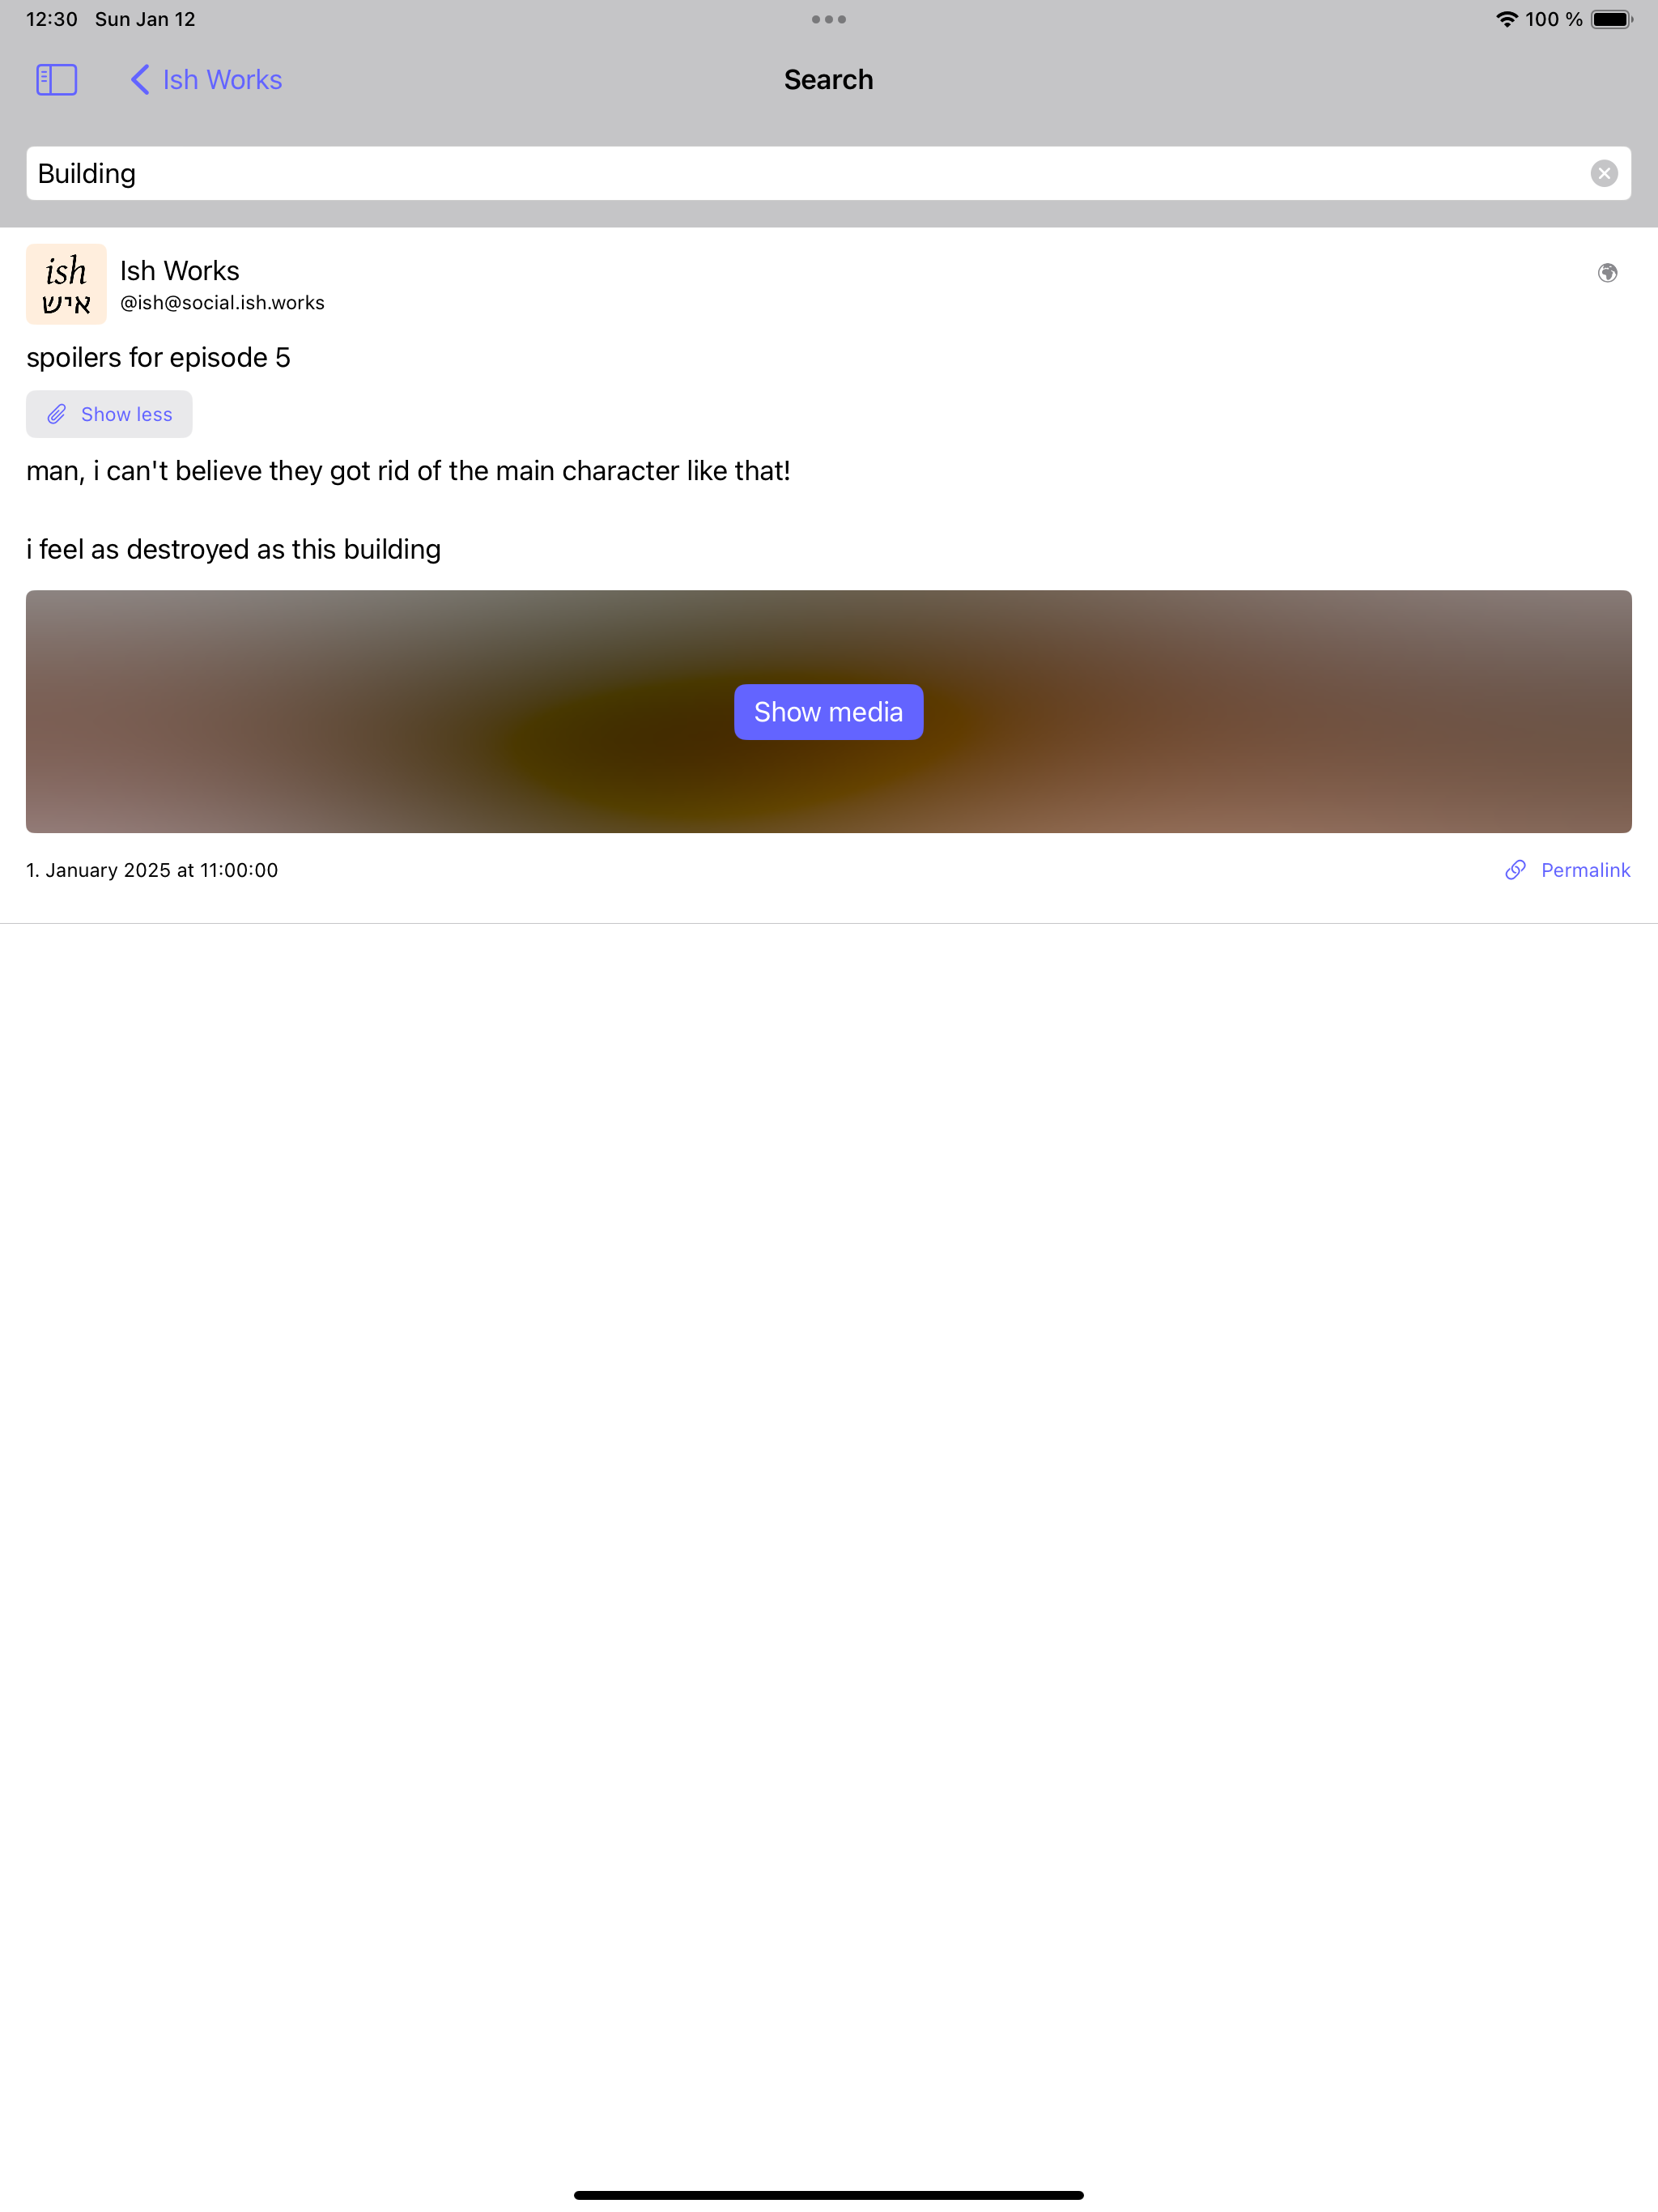 12:30 Sun Jan 12
100 %
Ish Works
Search
Building
ish
איש
Ish Works
@ish@social.ish.works
spoilers for episode 5
Show less
man, i can't believe they got rid of the main character like that!
i feel as destroyed as this building
Show media
1. January 2025 at 11:00:00
Permalink